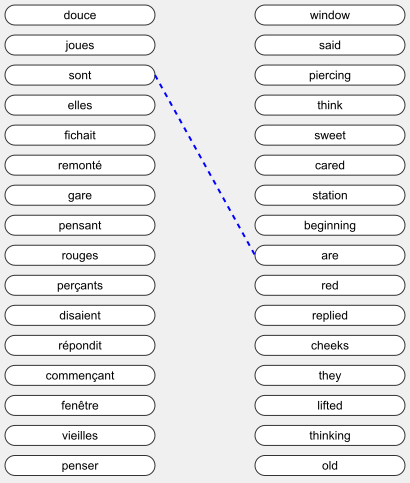 douce window
joues said
sont piercing
elles think
fichait sweet
remonté cared
gare station
pensant beginning
rouges are
perçants red
disaient replied
répondit cheeks
commençant they
fenêtre lifted
vieilles thinking
penser old